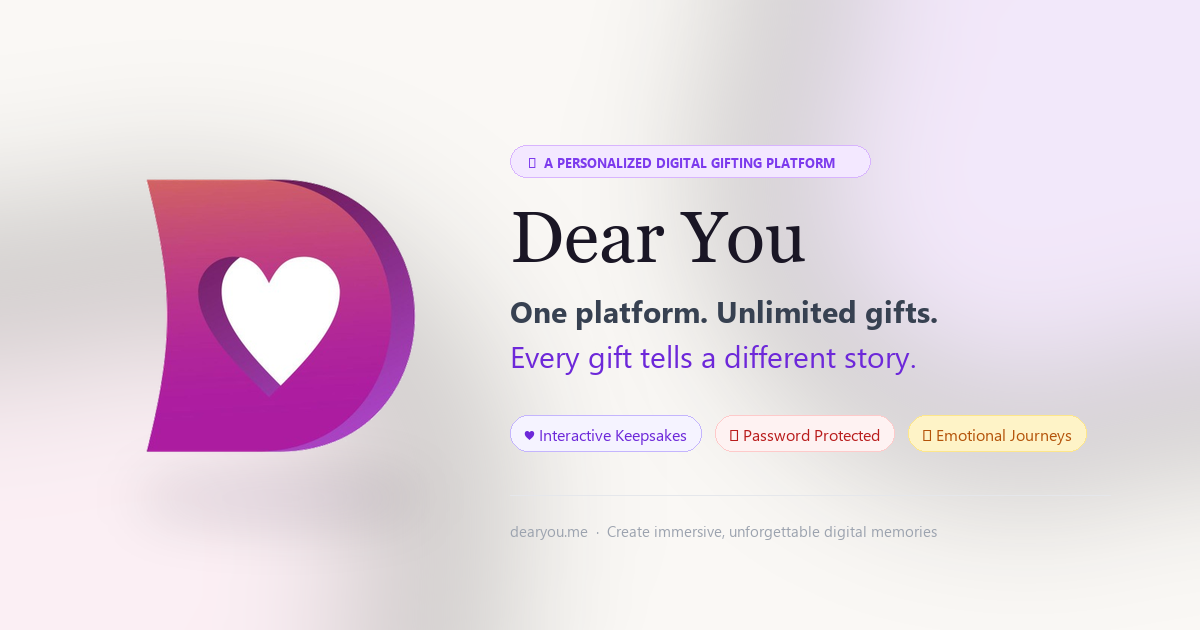 A PERSONALIZED DIGITAL GIFTING PLATFORM
Dear You
One platform. Unlimited gifts.
Every gift tells a different story.
♥ Interactive Keepsakes
▯ Password Protected
▯ Emotional Journeys
dearyou.me · Create immersive, unforgettable digital memories